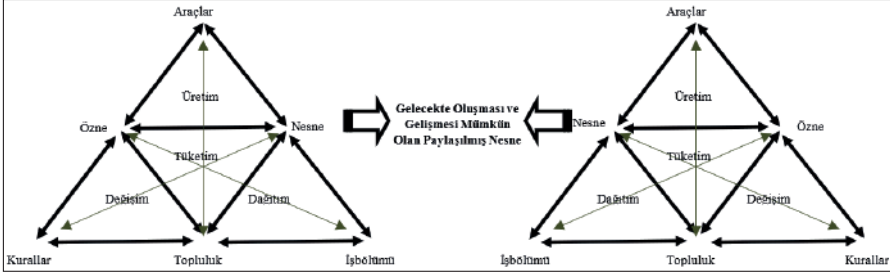 Araçlar
Üretim
Özne
Nesne
Tüketim
Değişim
Dağıtım
Kurallar
Topluluk
İşbölümü
Gelecekte Oluşması ve
Gelişmesi Mümkün
Olan Paylaşılmış Nesne
Araçlar
Üretim
Nesne
Özne
Tüketim
Dağıtım
Değişim
İşbölümü
Topluluk
Kurallar